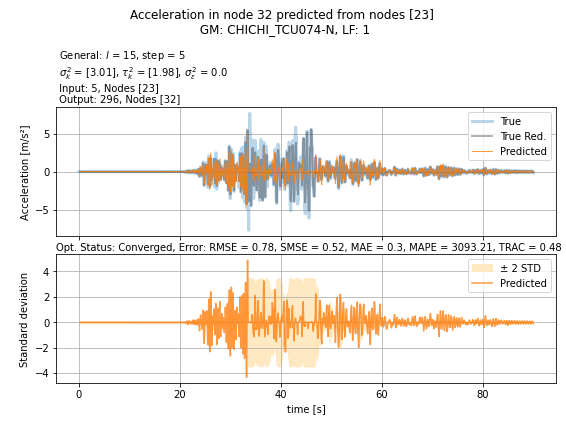 Acceleration in node 32 predicted from nodes [23]
GM: CHICHI_TCU074-N, LF: 1
General: l = 15, step = 5
σ²ₖ = [3.01], τ²ₖ = [1.98], σ²ε = 0.0
Input: 5, Nodes [23]
Output: 296, Nodes [32]
True
True Red.
Predicted
Acceleration [m/s²]
5
0
−5
Opt. Status: Converged, Error: RMSE = 0.78, SMSE = 0.52, MAE = 0.3, MAPE = 3093.21, TRAC = 0.48
± 2 STD
Predicted
Standard deviation
4
2
0
−2
−4
0 20 40 60 80
time [s]